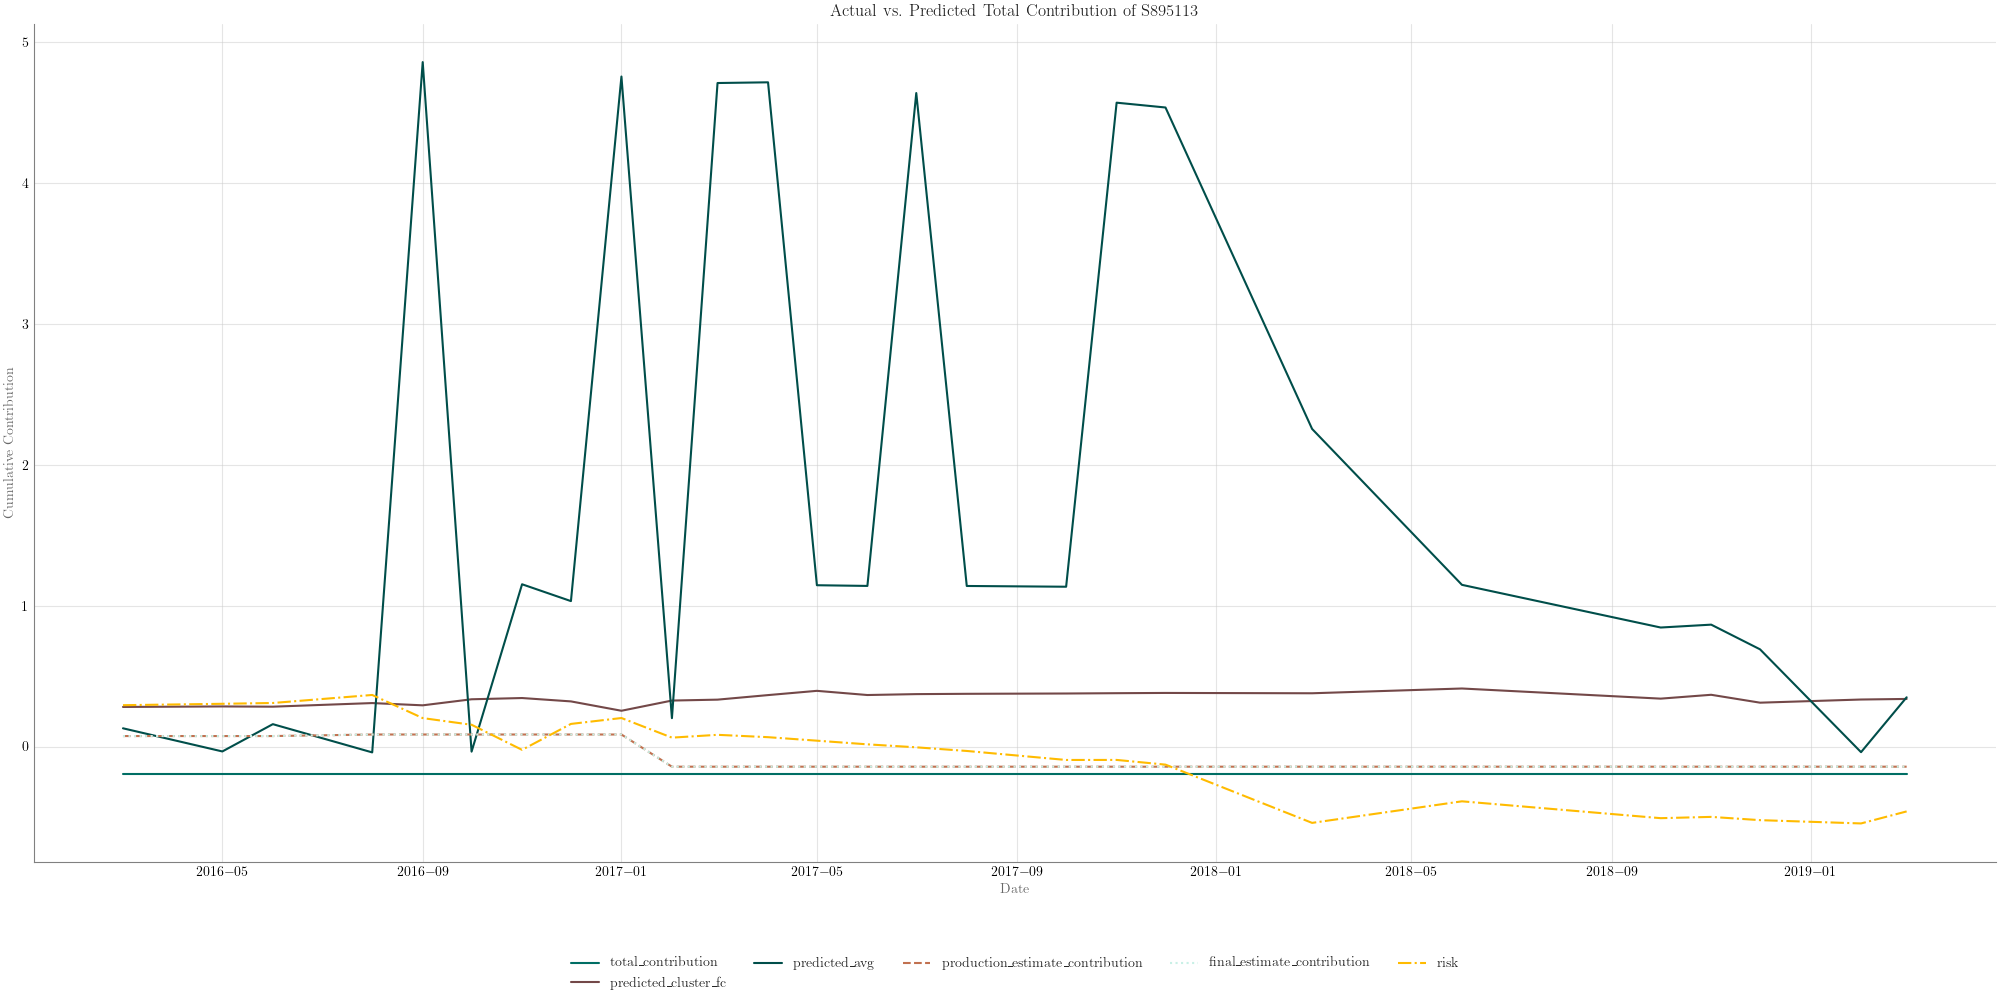 Actual vs. Predicted Total Contribution of S895113
Cumulative Contribution
5
4
3
2
1
0
2016−05 2016−09 2017−01 2017−05 2017−09 2018−01 2018−05 2018−09 2019−01
Date
total_contribution predicted_avg production_estimate_contribution final_estimate_contribution risk
predicted_cluster_fc